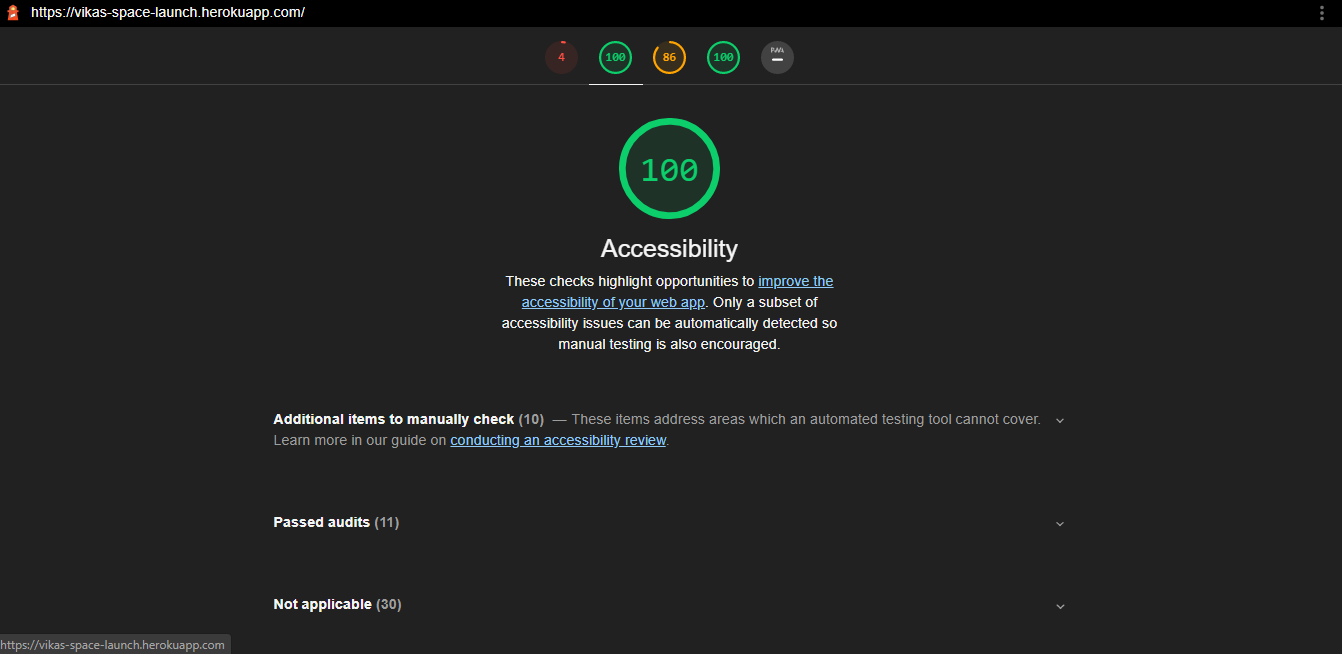 https://vikas-space-launch.herokuapp.com/
4
100
86
100
PWA
100
Accessibility
These checks highlight opportunities to improve the
accessibility of your web app. Only a subset of
accessibility issues can be automatically detected so
manual testing is also encouraged.
Additional items to manually check (10) — These items address areas which an automated testing tool cannot cover.
Learn more in our guide on conducting an accessibility review.
Passed audits (11)
Not applicable (30)
https://vikas-space-launch.herokuapp.com